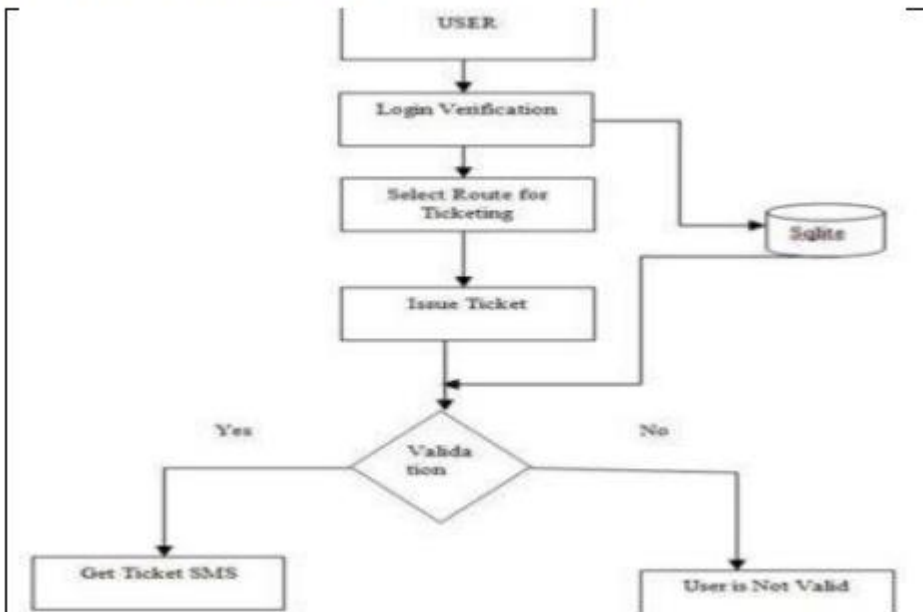 USER
Login Verification
Select Route for
Ticketing
Sqlite
Issue Ticket
Yes
No
Valida
tion
Get Ticket SMS
User is Not Valid